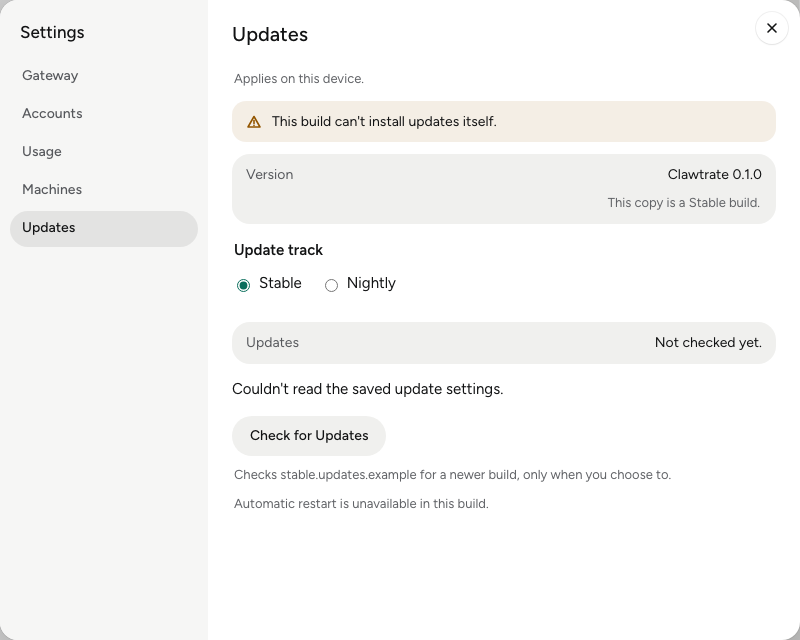 Settings
Gateway
Accounts
Usage
Machines
Updates
Updates
Applies on this device.
This build can't install updates itself.
Version
Clawtrate 0.1.0
This copy is a Stable build.
Update track
Stable
Nightly
Updates
Not checked yet.
Couldn't read the saved update settings.
Check for Updates
Checks stable.updates.example for a newer build, only when you choose to.
Automatic restart is unavailable in this build.